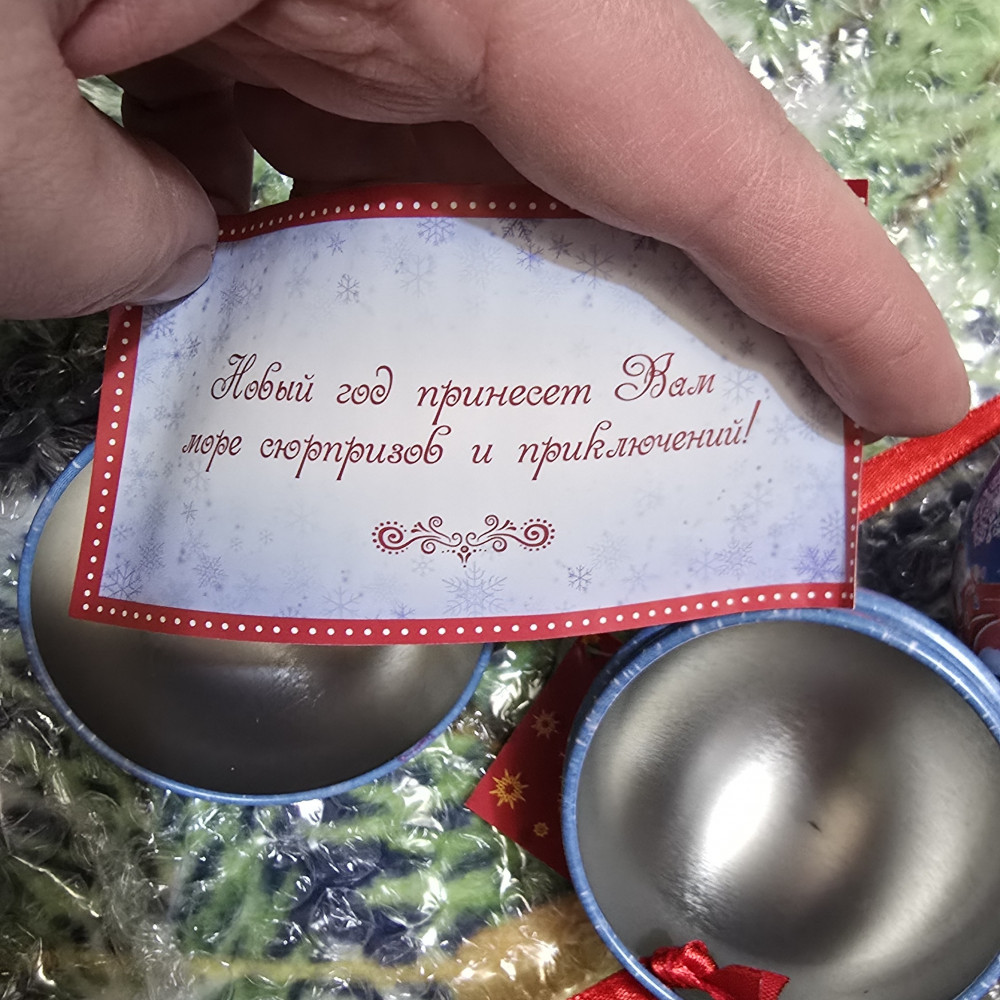 Новый год принесет Вам
море сюрпризов и приключений!